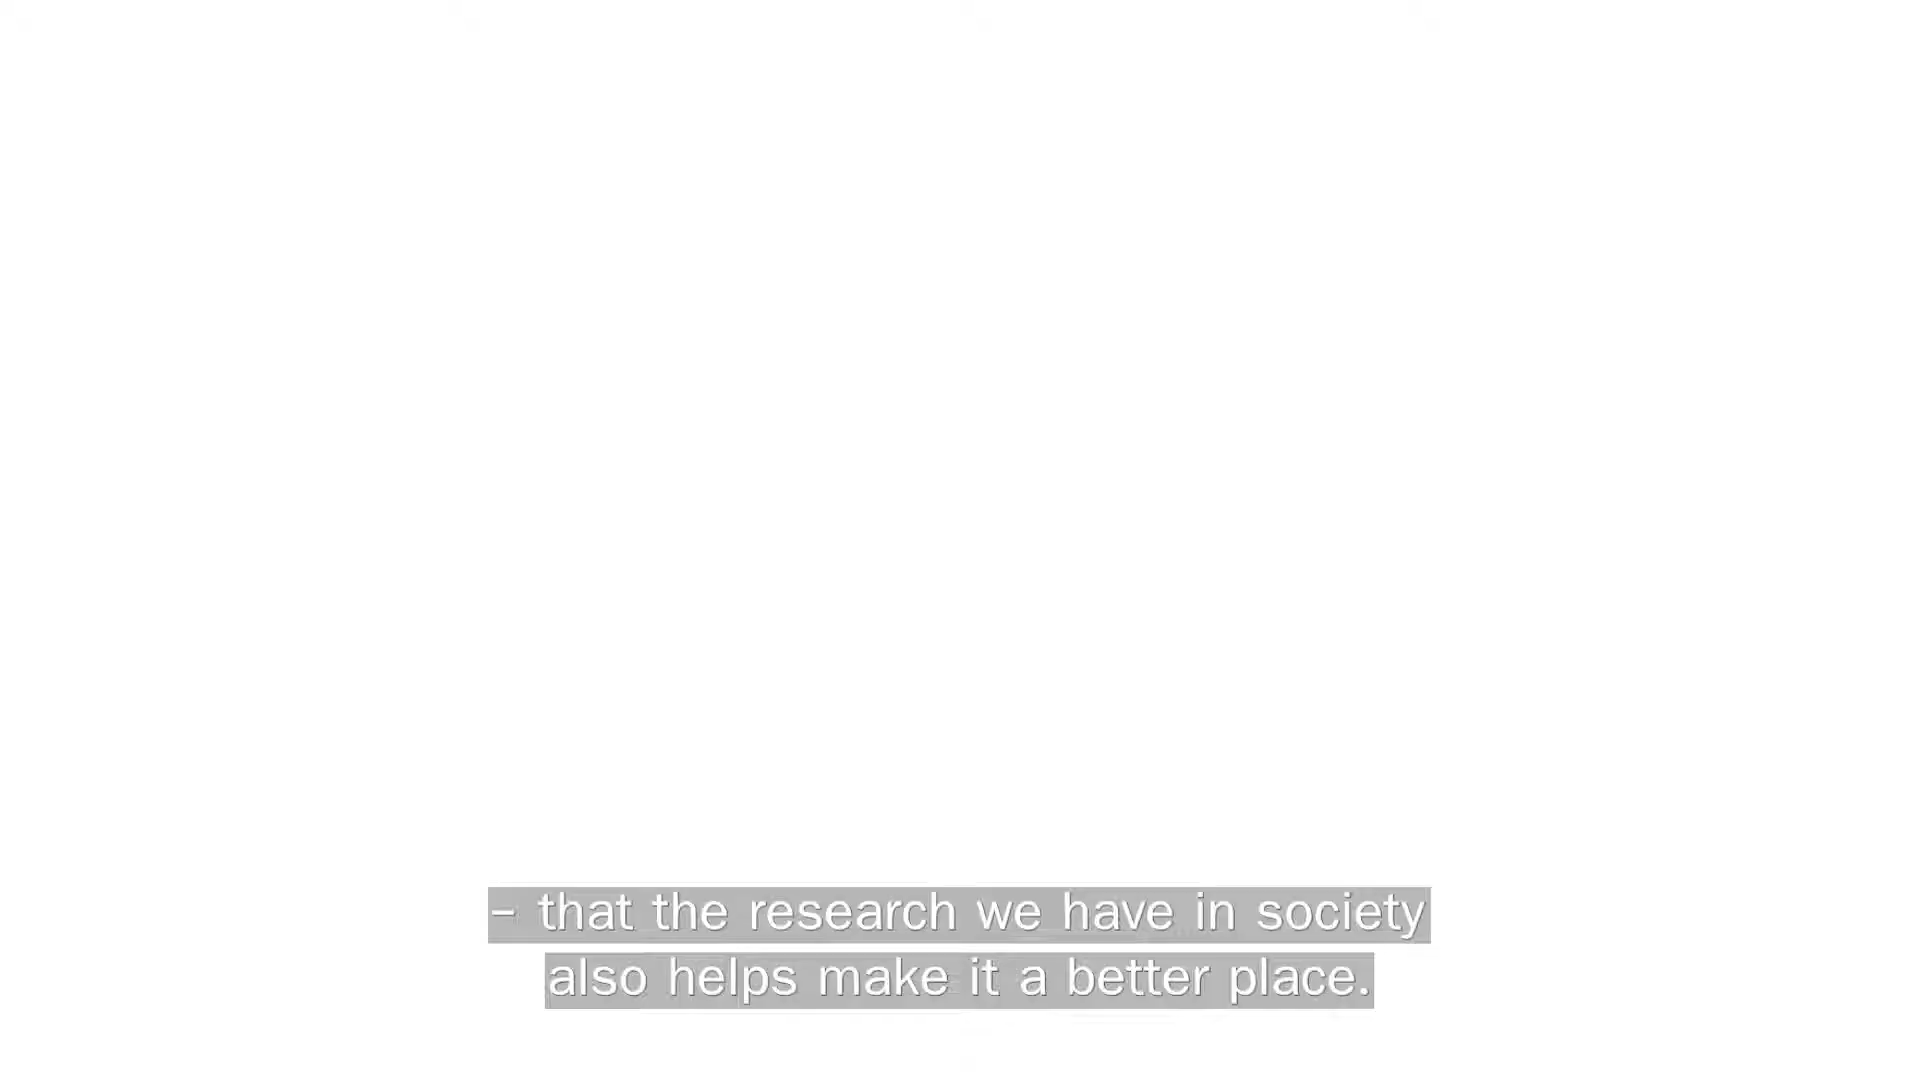 – that the research we have in society
also helps make it a better place.